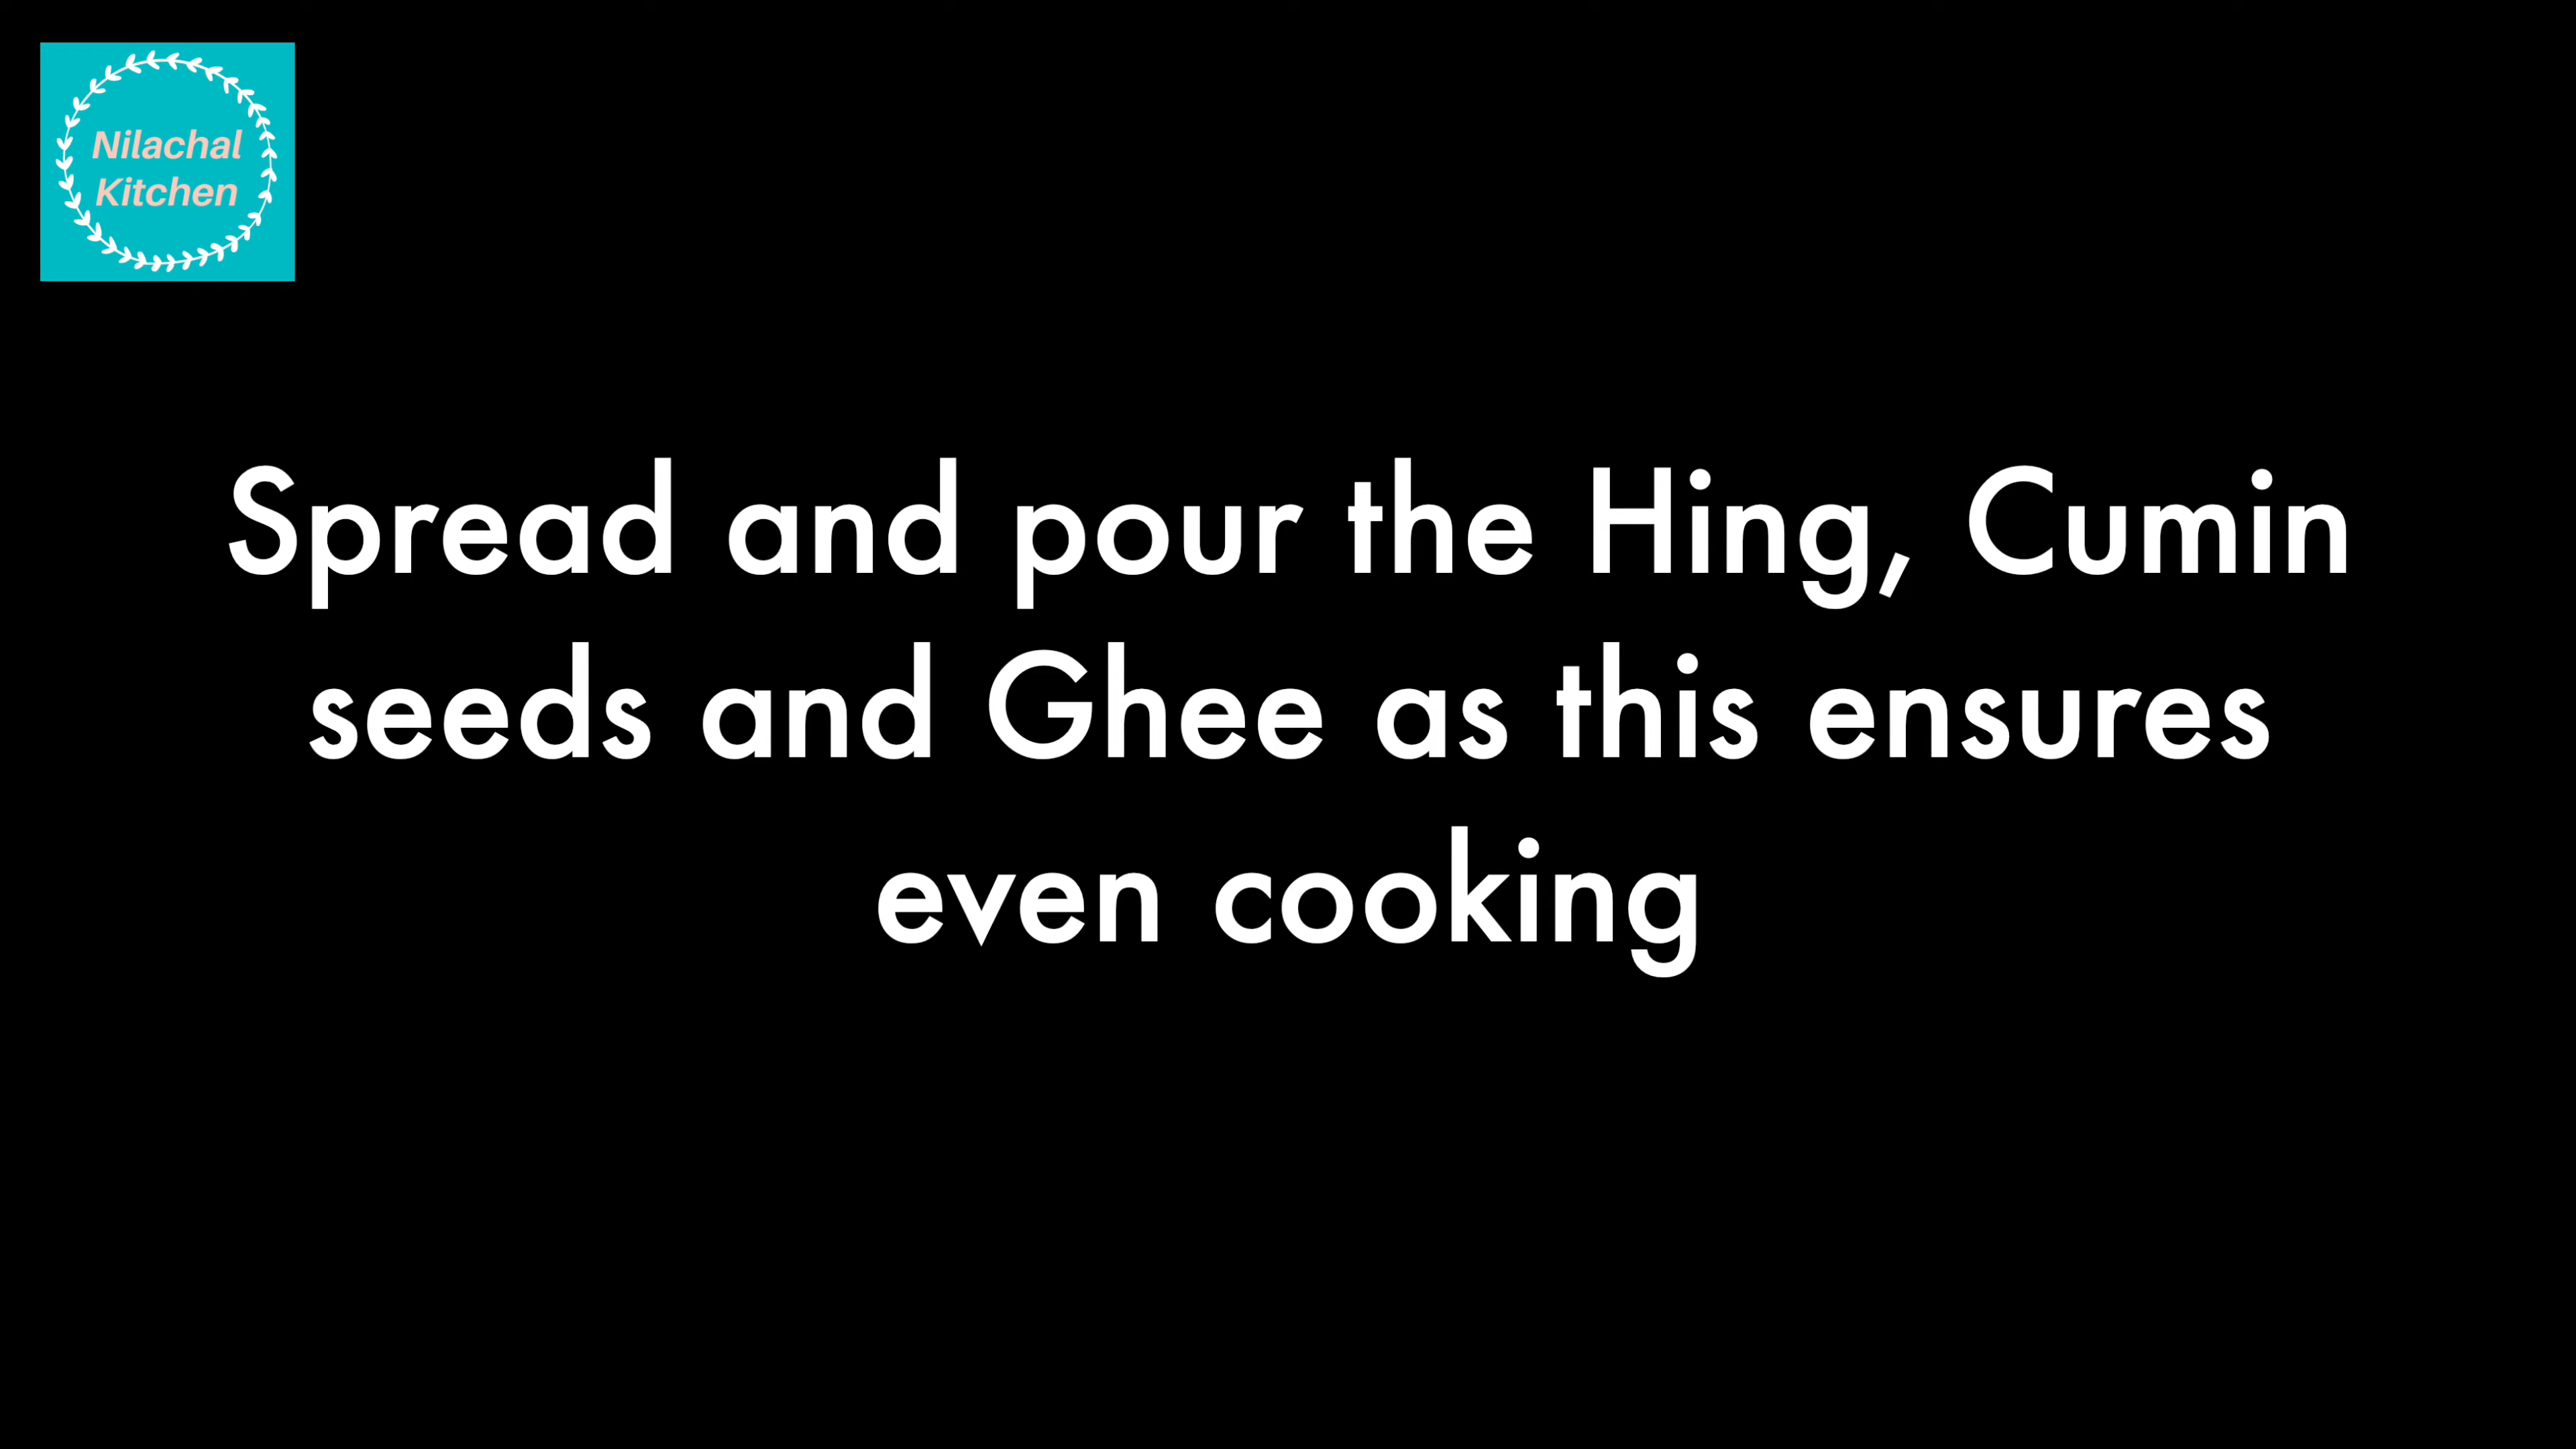 Nilachal
Kitchen
Spread and pour the Hing, Cumin
seeds and Ghee as this ensures
even cooking